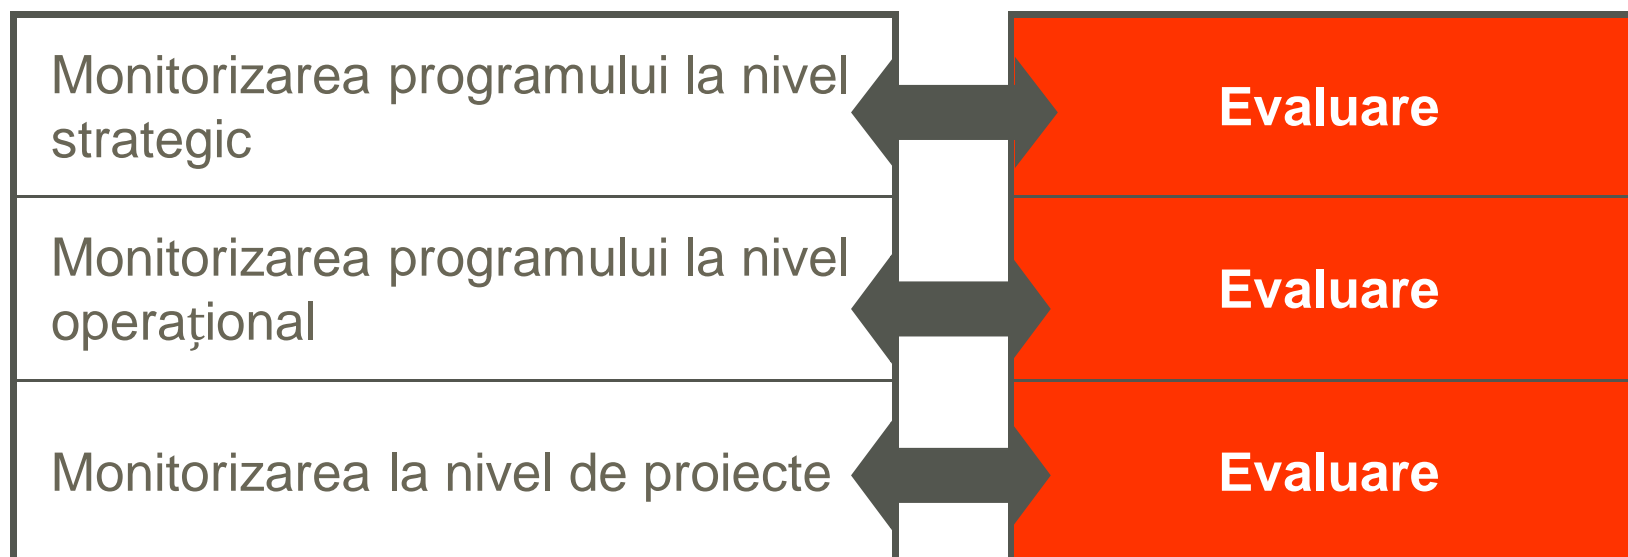 Monitorizarea programului la nivel
strategic
Evaluare
Monitorizarea programului la nivel
operațional
Evaluare
Monitorizarea la nivel de proiecte
Evaluare